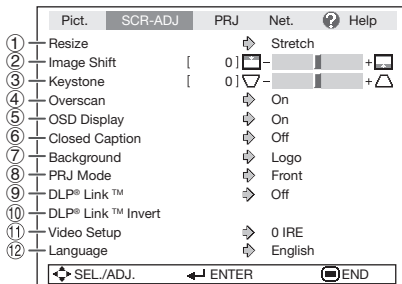 Pict. SCR-ADJ PRJ Net. ? Help
① Resize Stretch
② Image Shift [ 0 ] − +
③ Keystone [ 0 ] − +
④ Overscan On
⑤ OSD Display On
⑥ Closed Caption Off
⑦ Background Logo
⑧ PRJ Mode Front
⑨ DLP® Link ™ Off
⑩ DLP® Link ™ Invert
⑪ Video Setup 0 IRE
⑫ Language English
SEL./ADJ. ENTER END